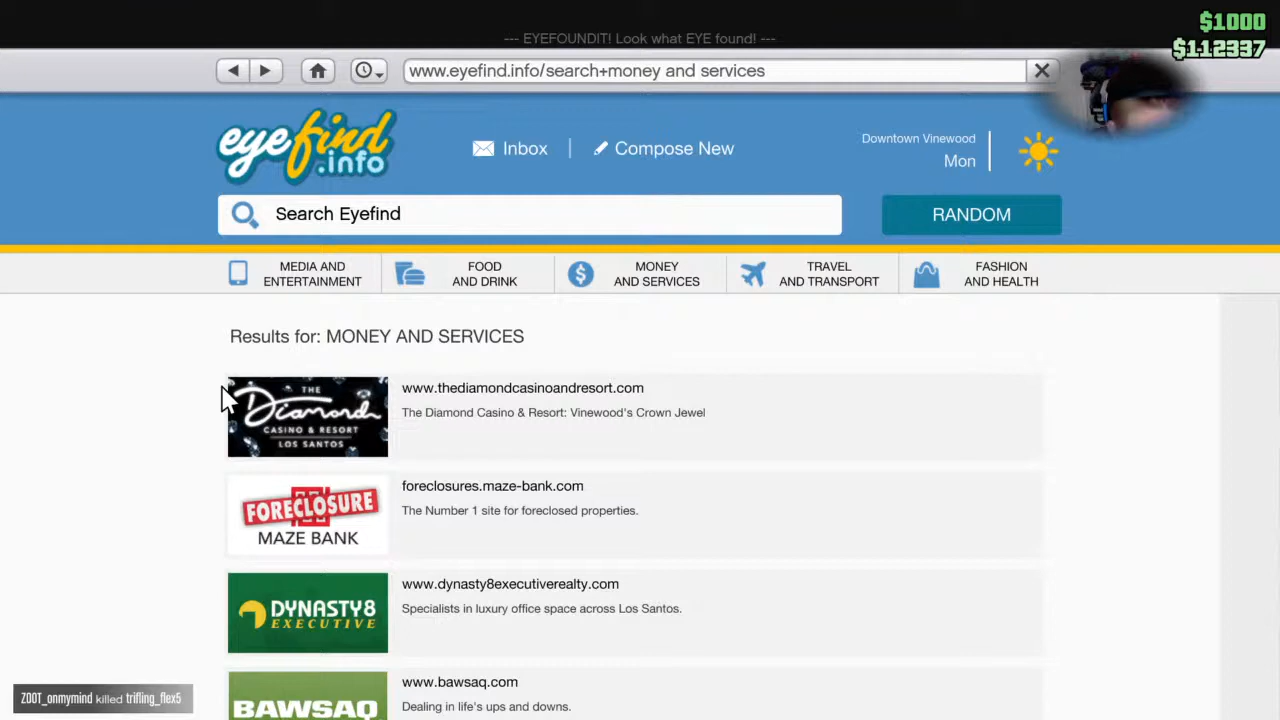 $1000
$112337
--- EYEFOUNDIT! Look what EYE found! ---
www.eyefind.info/search+money and services
eyefind
.info
Inbox
Compose New
Downtown Vinewood
Mon
Search Eyefind
RANDOM
MEDIA AND
ENTERTAINMENT
FOOD
AND DRINK
MONEY
AND SERVICES
TRAVEL
AND TRANSPORT
FASHION
AND HEALTH
Results for: MONEY AND SERVICES
THE
Diamond
CASINO & RESORT
LOS SANTOS
www.thediamondcasinoandresort.com
The Diamond Casino & Resort: Vinewood's Crown Jewel
FORECLOSURE
MAZE BANK
foreclosures.maze-bank.com
The Number 1 site for foreclosed properties.
DYNASTY8
EXECUTIVE
www.dynasty8executiverealty.com
Specialists in luxury office space across Los Santos.
BAWSAQ
www.bawsaq.com
Dealing in life's ups and downs.
ZOOT_onmymind killed trifling_flex5